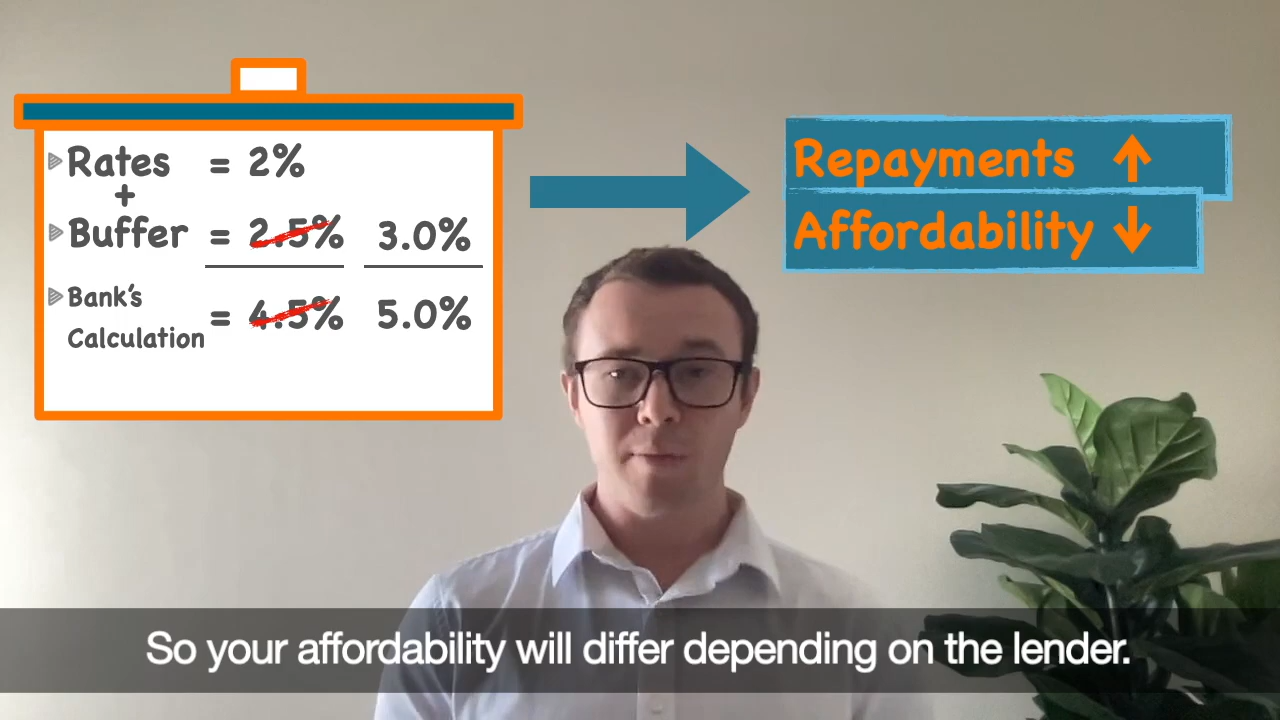 Rates = 2%
+
Buffer = 2.5% 3.0%
Bank's
Calculation = 4.5% 5.0%
Repayments ↑
Affordability ↓
So your affordability will differ depending on the lender.